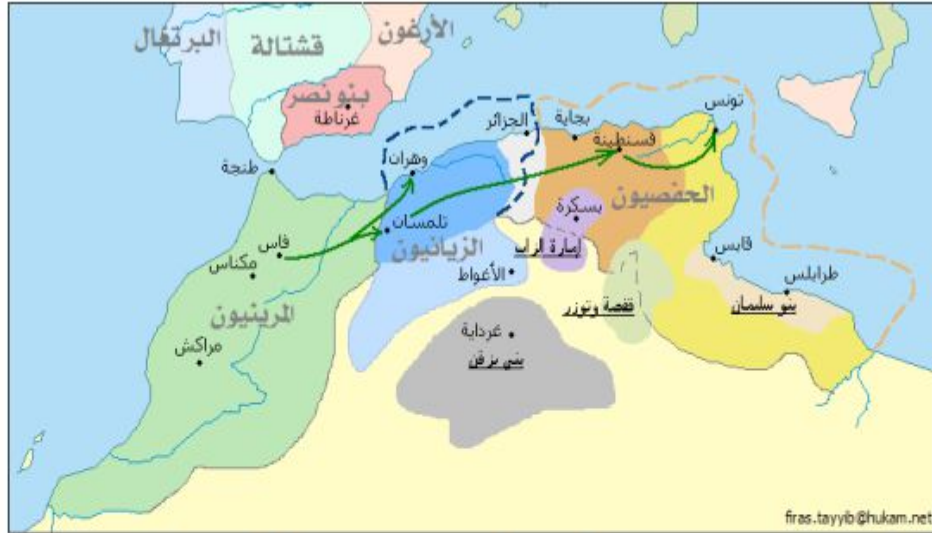 البرتغال
قشتالة
الأرغون
بنو نصر
غرناطة
طنجة
وهران
الجزائر
بجاية
قسنطينة
تونس
الحفصيون
تلمسان
الزيانيون
بسكرة
إمارة الزاب
فاس
مكناس
الأغواط
قابس
طرابلس
بنو سليمان
قفصة وتوزر
المرينيون
مراكش
غرداية
بني يزقن
firas.tayyib@hukam.net